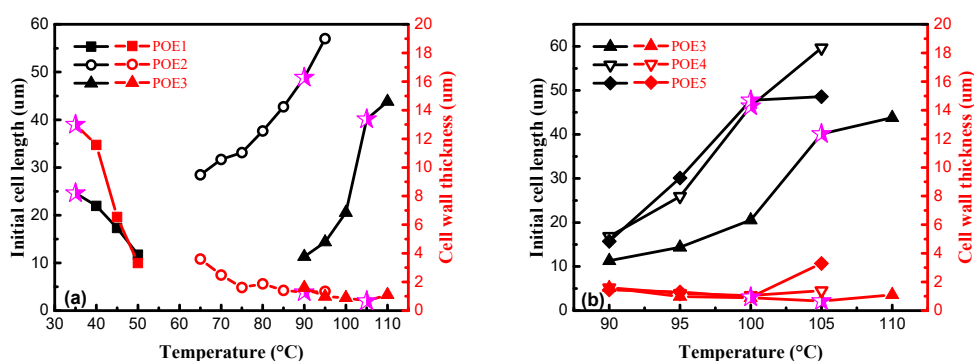 60
50
40
30
20
10
0
Initial cell length (um)
POE1
POE2
POE3
(a)
20
18
16
14
12
10
8
6
4
2
0
Cell wall thickness (um)
30 40 50 60 70 80 90 100 110
Temperature (°C)
60
50
40
30
20
10
0
Initial cell length (um)
POE3
POE4
POE5
(b)
20
18
16
14
12
10
8
6
4
2
0
Cell wall thickness (um)
90 95 100 105 110
Temperature (°C)